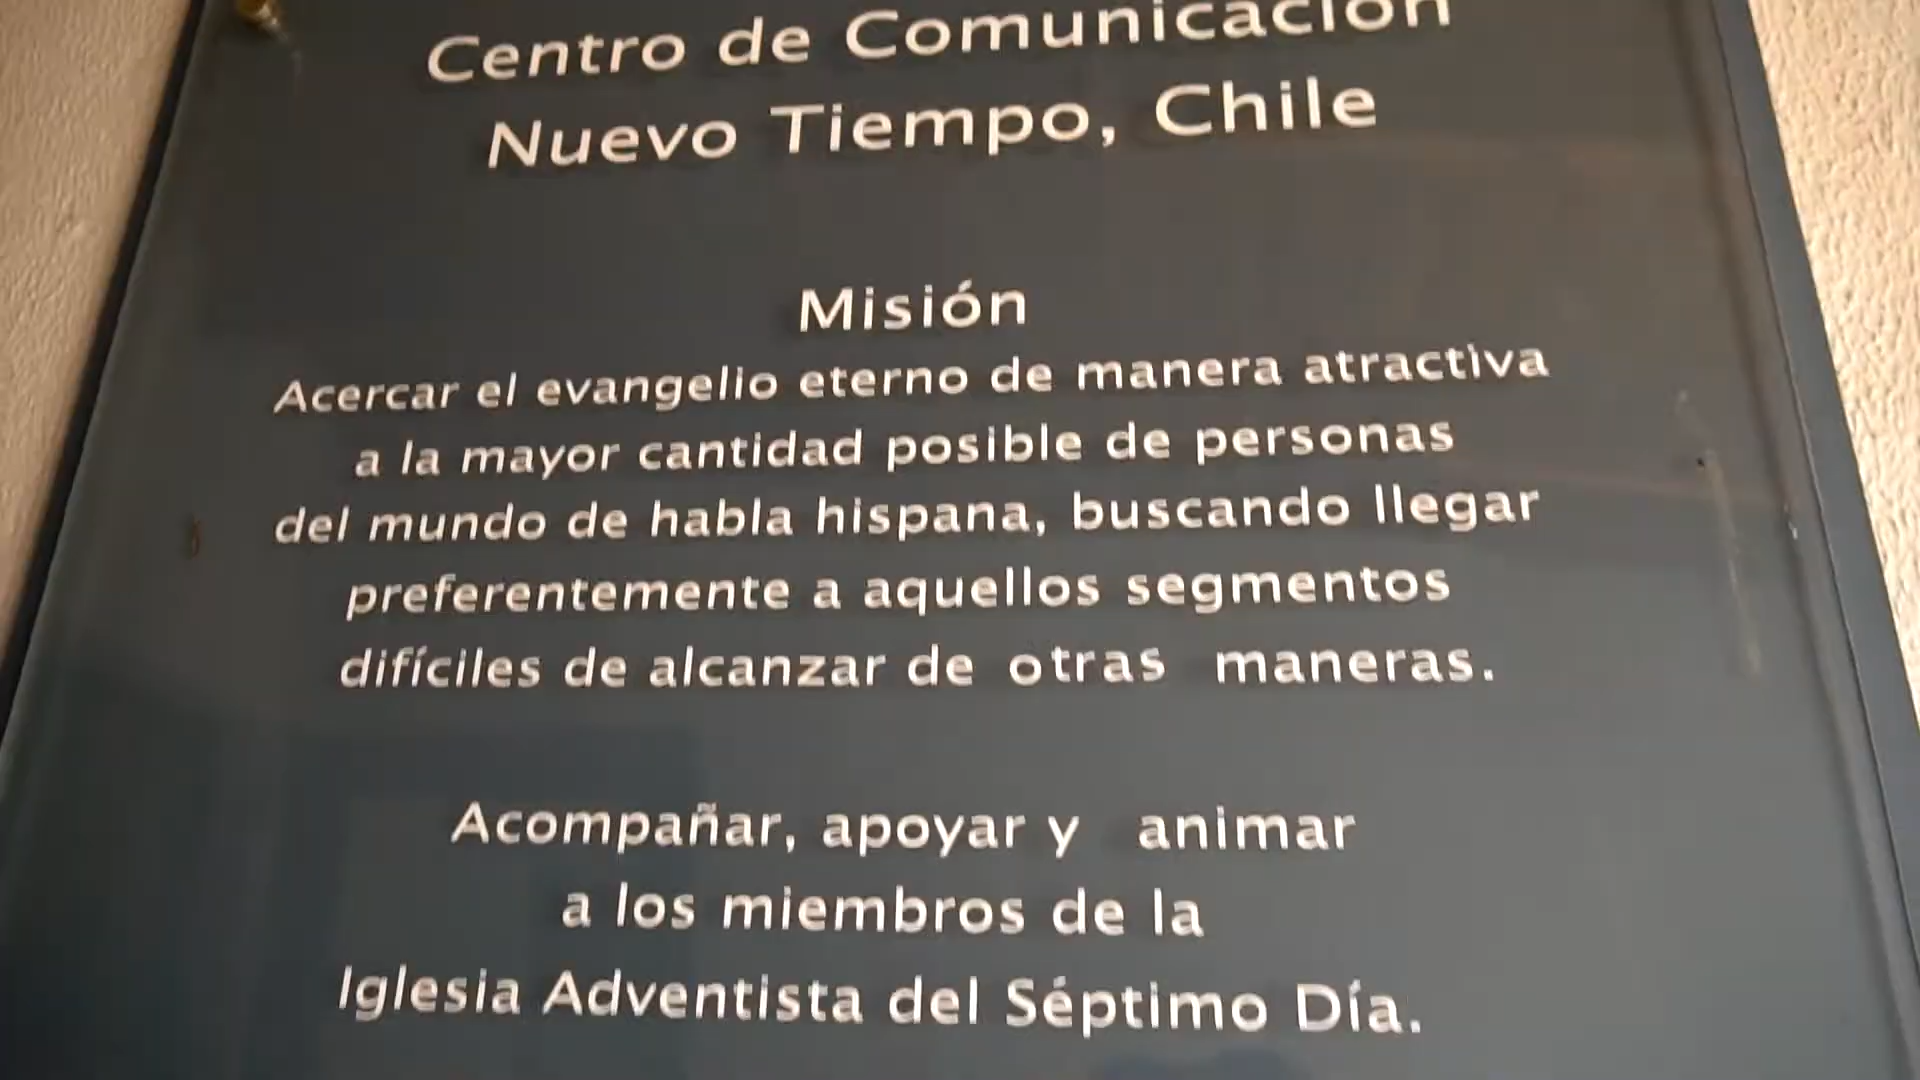 Centro de Comunicación
Nuevo Tiempo, Chile
Misión
Acercar el evangelio eterno de manera atractiva
a la mayor cantidad posible de personas
del mundo de habla hispana, buscando llegar
preferentemente a aquellos segmentos
difíciles de alcanzar de otras maneras.
Acompañar, apoyar y animar
a los miembros de la
Iglesia Adventista del Séptimo Día.